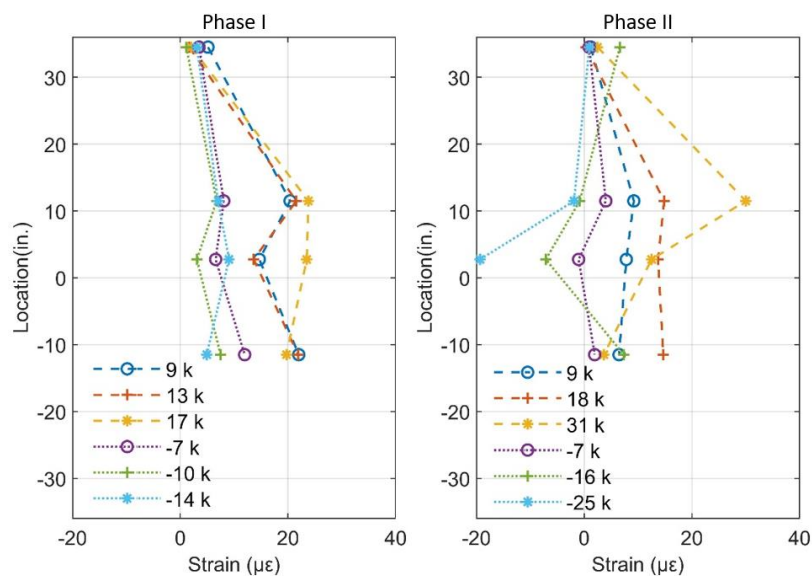 Phase I
30
20
10
0
-10
-20
-30
Location(in.)
9 k
13 k
17 k
-7 k
-10 k
-14 k
-20
0
20
40
Strain (με)
Phase II
30
20
10
0
-10
-20
-30
Location(in.)
9 k
18 k
31 k
-7 k
-16 k
-25 k
-20
0
20
40
Strain (με)